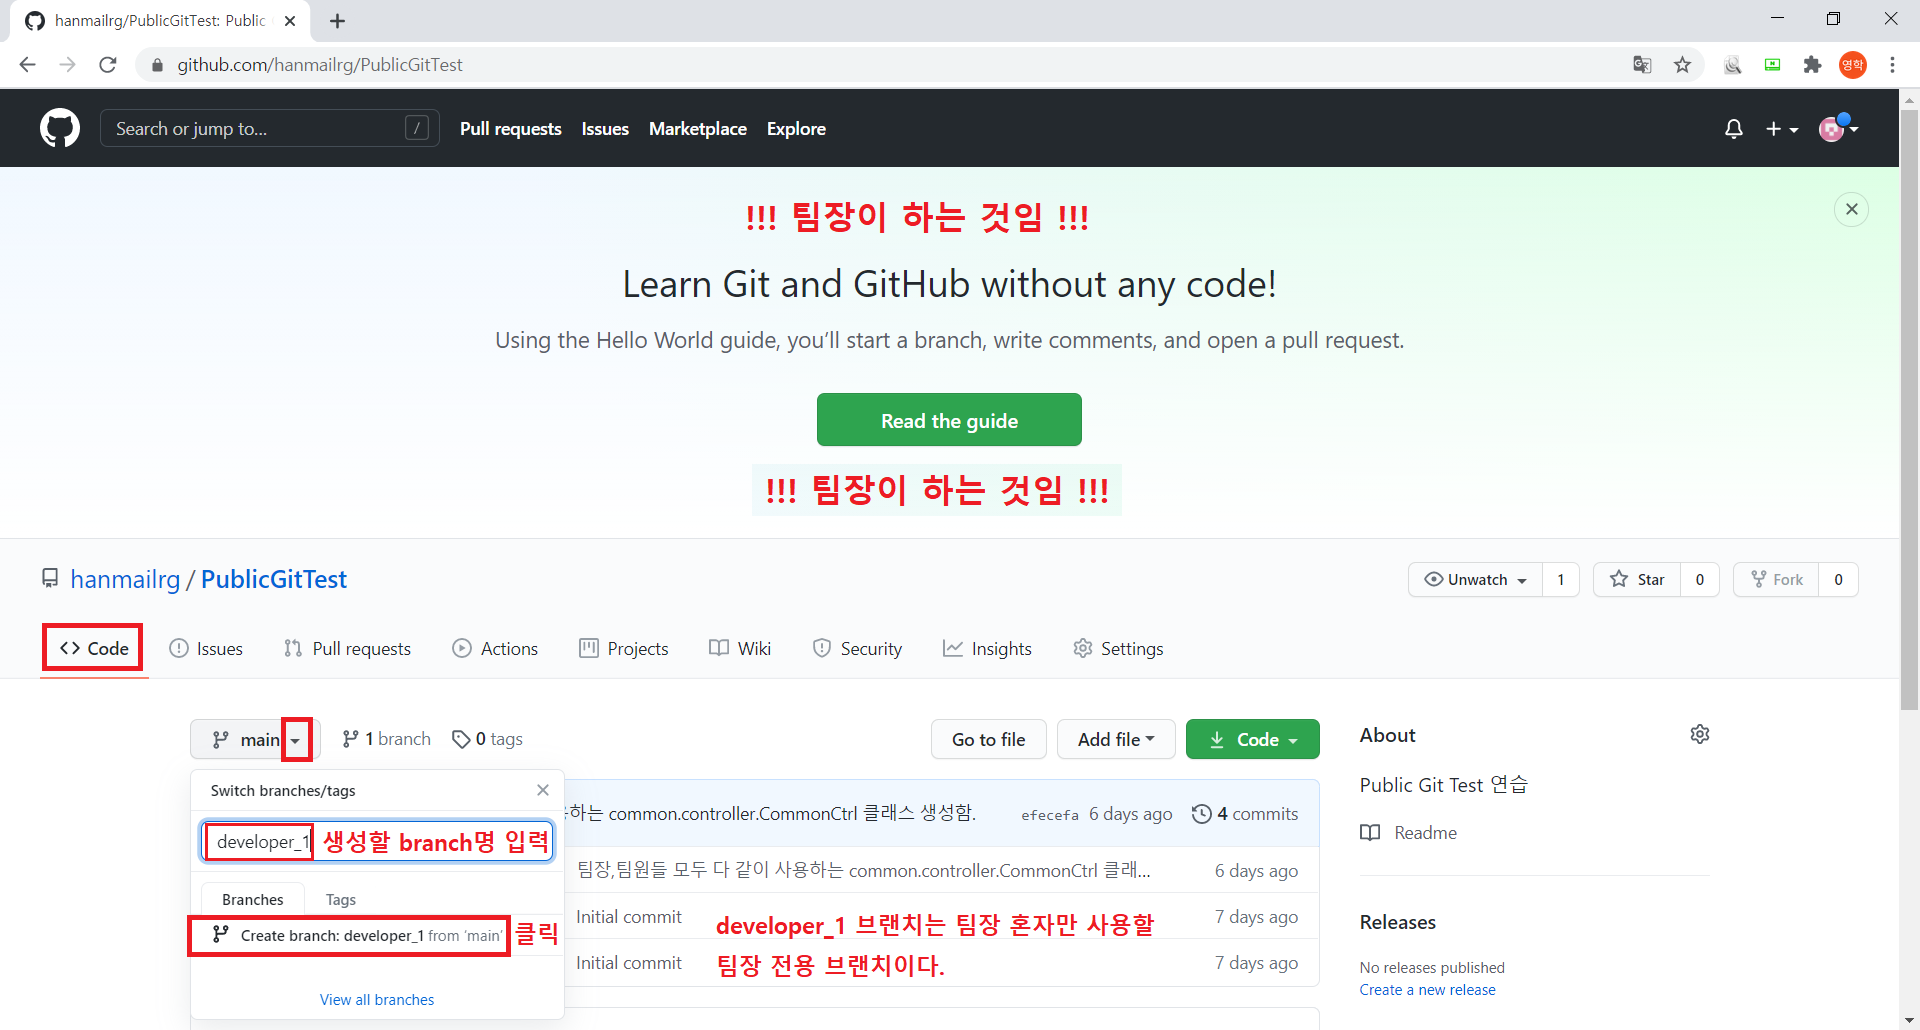 hanmailrg/PublicGitTest: Public
github.com/hanmailrg/PublicGitTest
영학
Search or jump to... /
Pull requests Issues Marketplace Explore
!!! 팀장이 하는 것임 !!!
Learn Git and GitHub without any code!
Using the Hello World guide, you’ll start a branch, write comments, and open a pull request.
Read the guide
!!! 팀장이 하는 것임 !!!
hanmailrg / PublicGitTest
Unwatch 1 Star 0 Fork 0
Code Issues Pull requests Actions Projects Wiki Security Insights Settings
main 1 branch 0 tags Go to file Add file Code
About
Public Git Test 연습
Readme
Switch branches/tags
하는 common.controller.CommonCtrl 클래스 생성함. efecefa 6 days ago 4 commits
developer_1 생성할 branch명 입력
팀장,팀원들 모두 다 같이 사용하는 common.controller.CommonCtrl 클래... 6 days ago
Branches Tags
Initial commit 7 days ago
developer_1 브랜치는 팀장 혼자만 사용할
Create branch: developer_1 from ‘main’ 클릭
Initial commit 7 days ago
팀장 전용 브랜치이다.
View all branches
Releases
No releases published
Create a new release